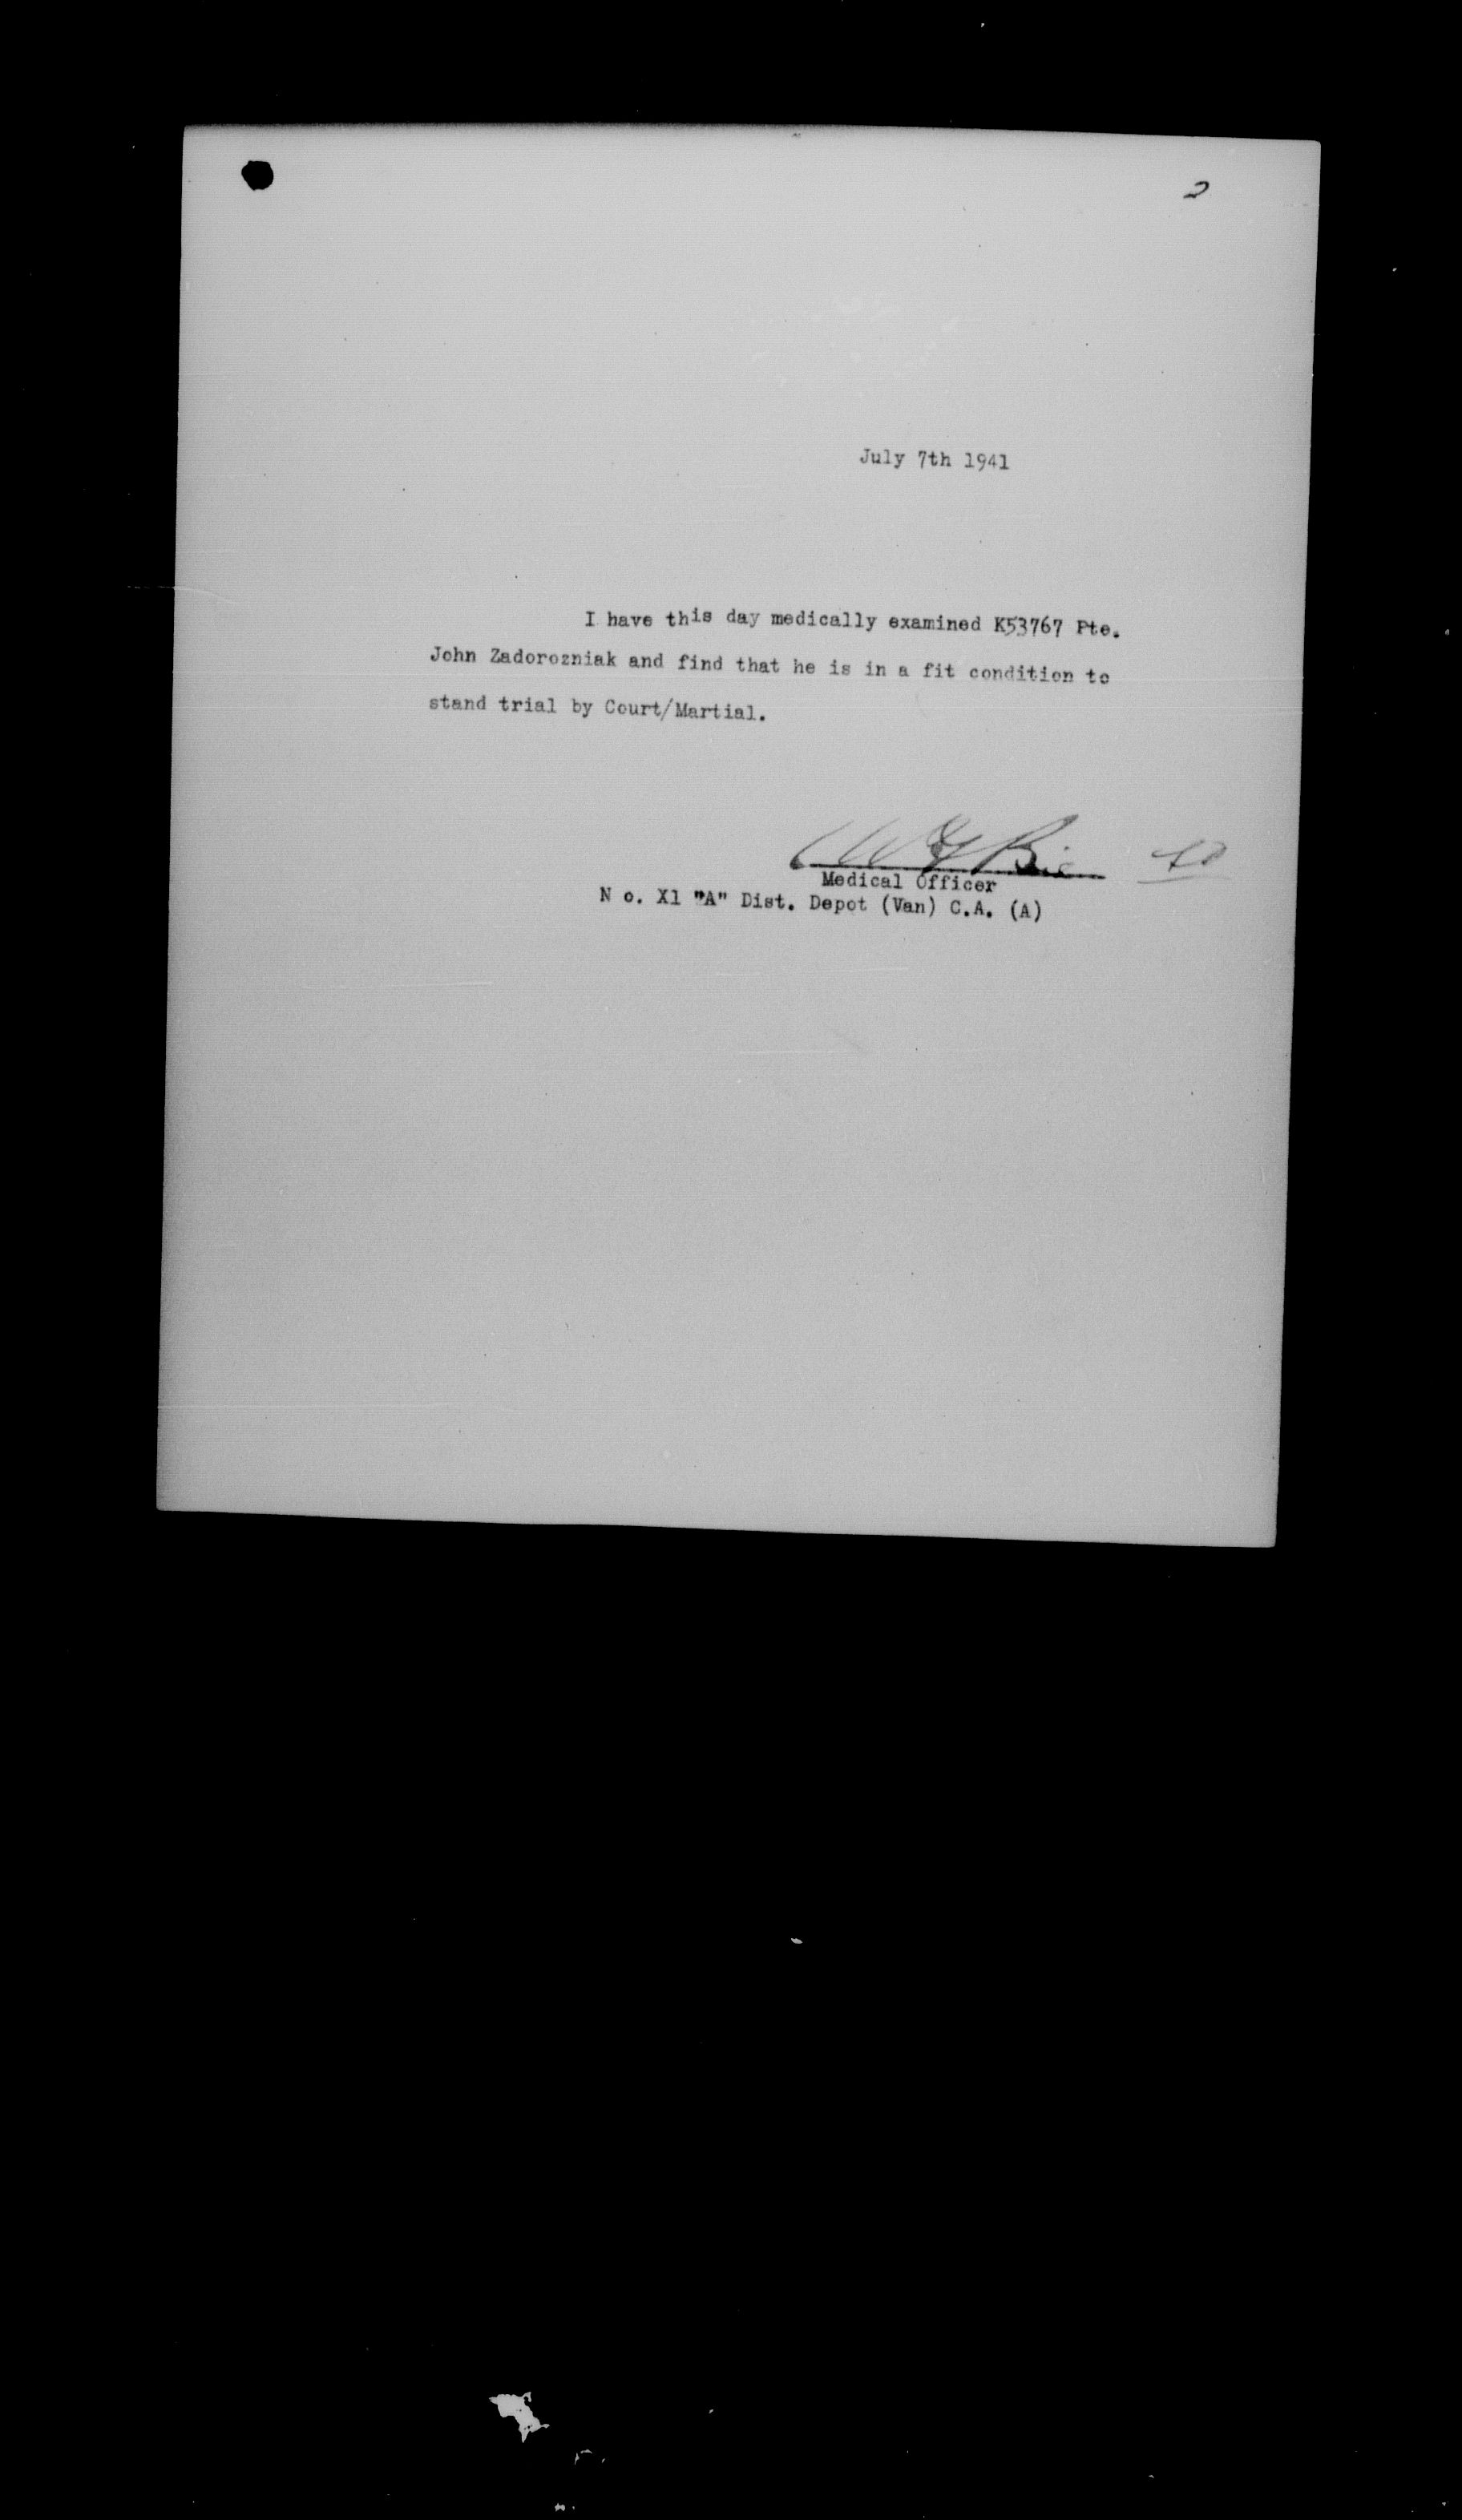 2
July 7th 1941
I have this day medically examined K53767 Pte.
John Zadorozniak and find that he is in a fit condition to
stand trial by Court/Martial.
Medical Officer
N o. Xl "A" Dist. Depot (Van) C.A. (A)